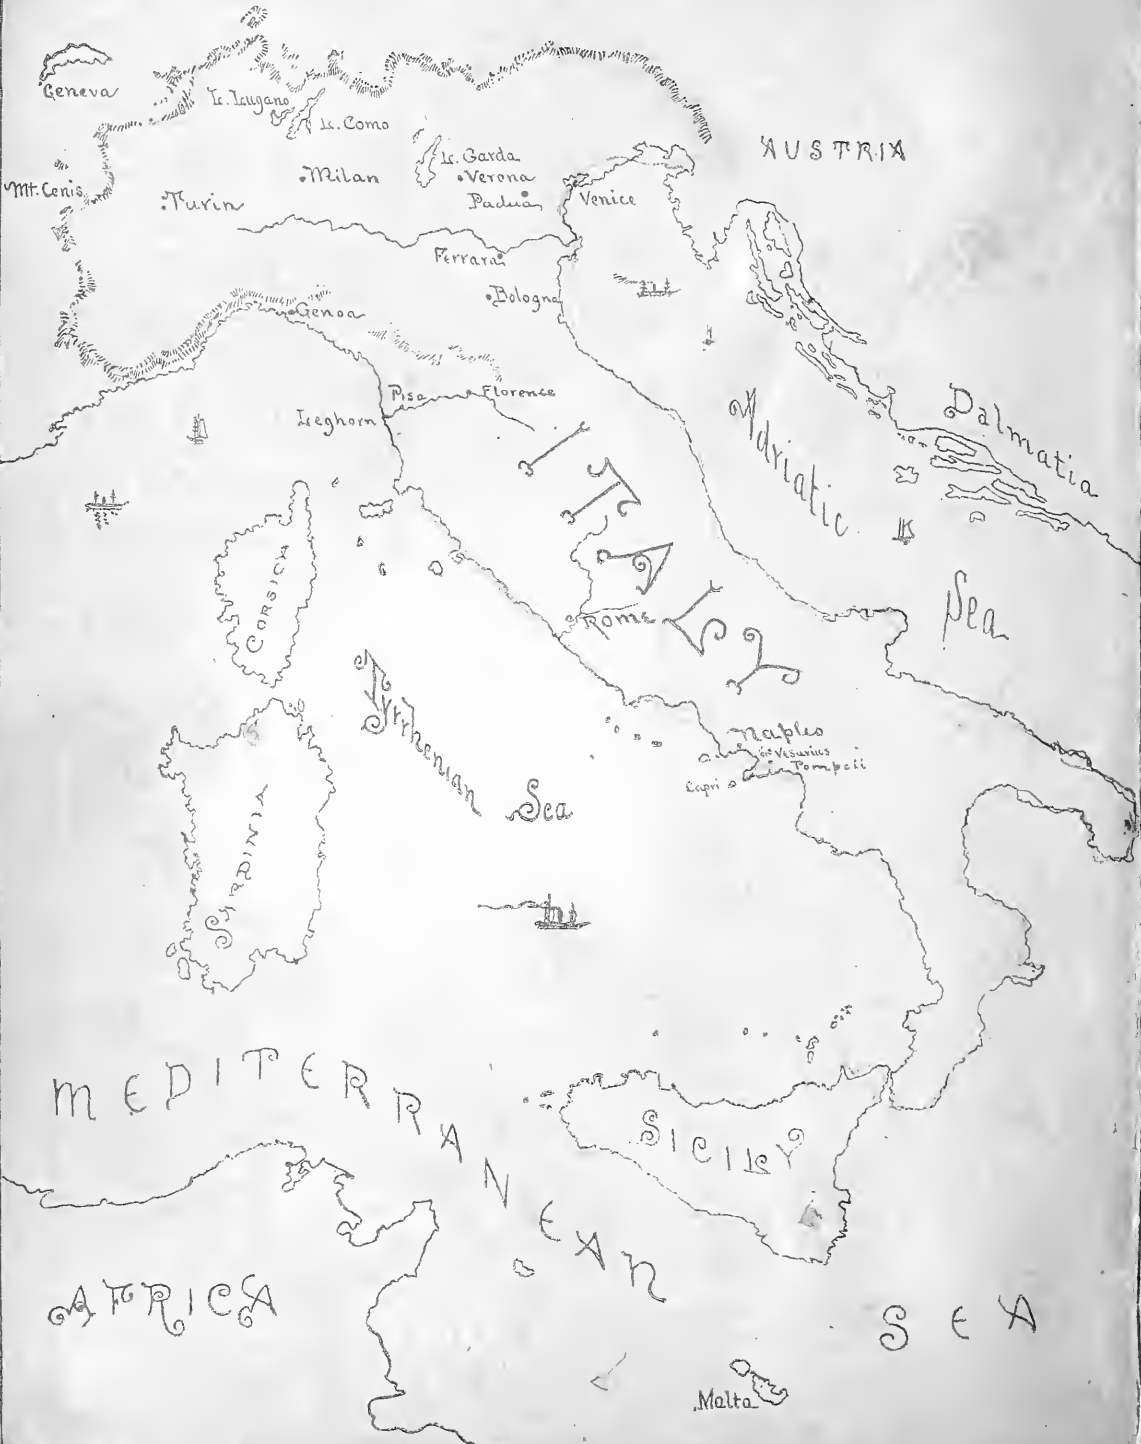 Geneva
L. Lugano
L. Como
AUSTRIA
L. Garda
Milan
Verona
Mt. Cenis
Turin
Padua
Venice
Ferrara
Bologna
Genoa
Pisa
Florence
Leghorn
Dalmatia
Adriatic
Sea
ITALY
CORSICA
Rome
Tyrrhenian
Sea
Naples
Vesuvius
Pompeii
Capri
SARDINIA
MEDITERRANEAN
SEA
SICILY
AFRICA
Malta